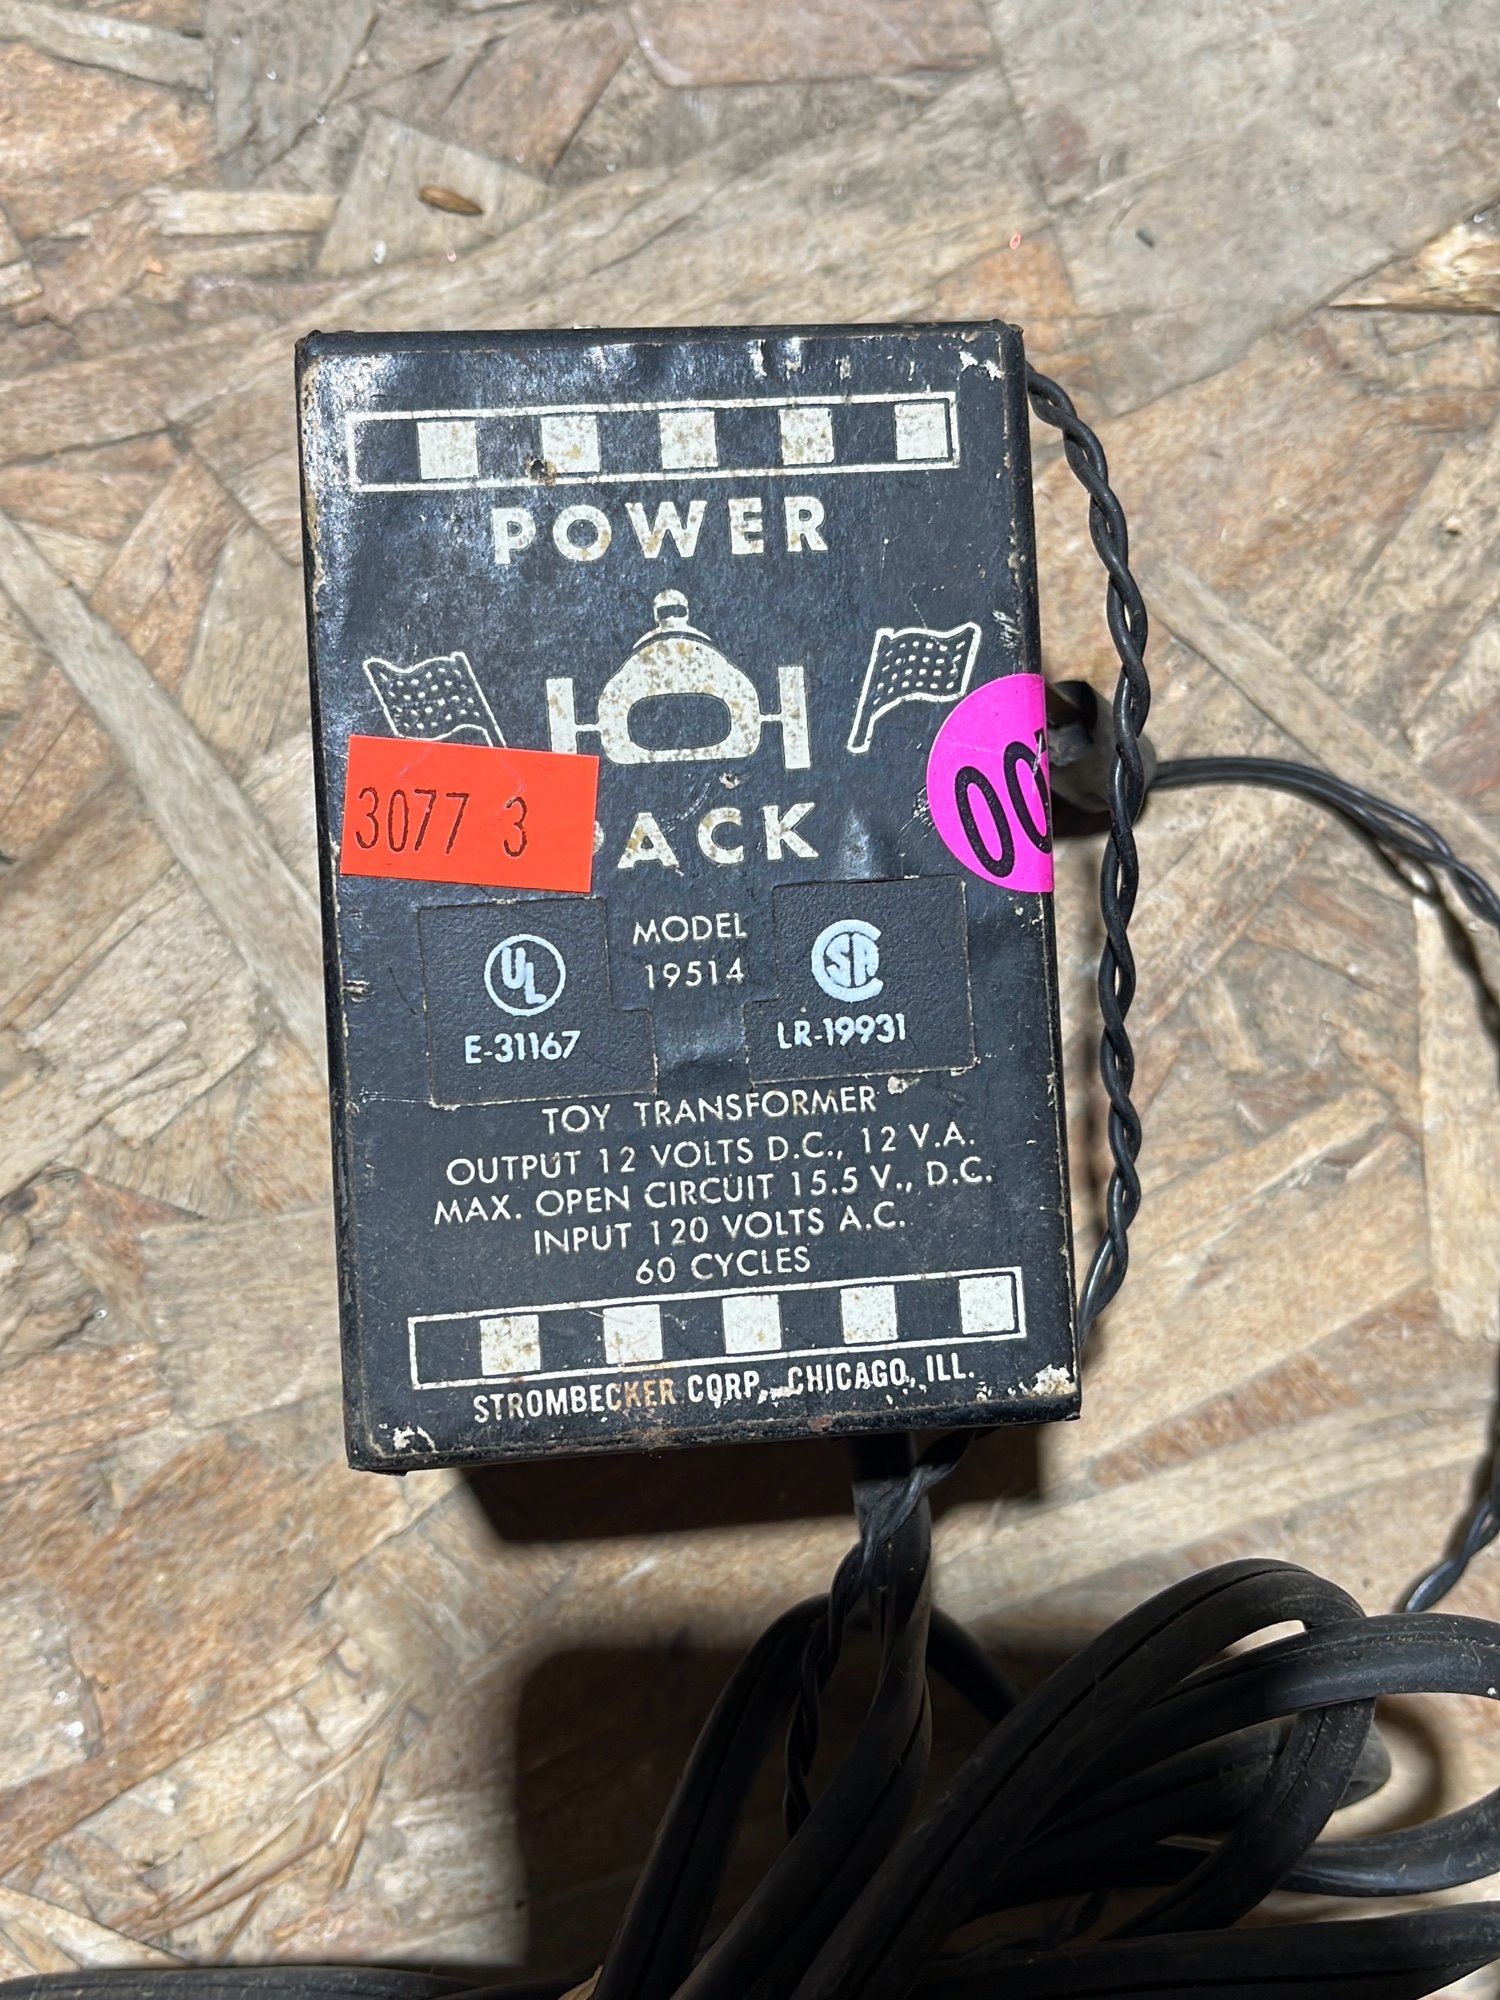 POWER
3077 3
00
PACK
MODEL
19514
UL
E-31167
SA
LR-19931
TOY TRANSFORMER
OUTPUT 12 VOLTS D.C., 12 V.A.
MAX. OPEN CIRCUIT 15.5 V., D.C.
INPUT 120 VOLTS A.C.
60 CYCLES
STROMBECKER CORP., CHICAGO, ILL.